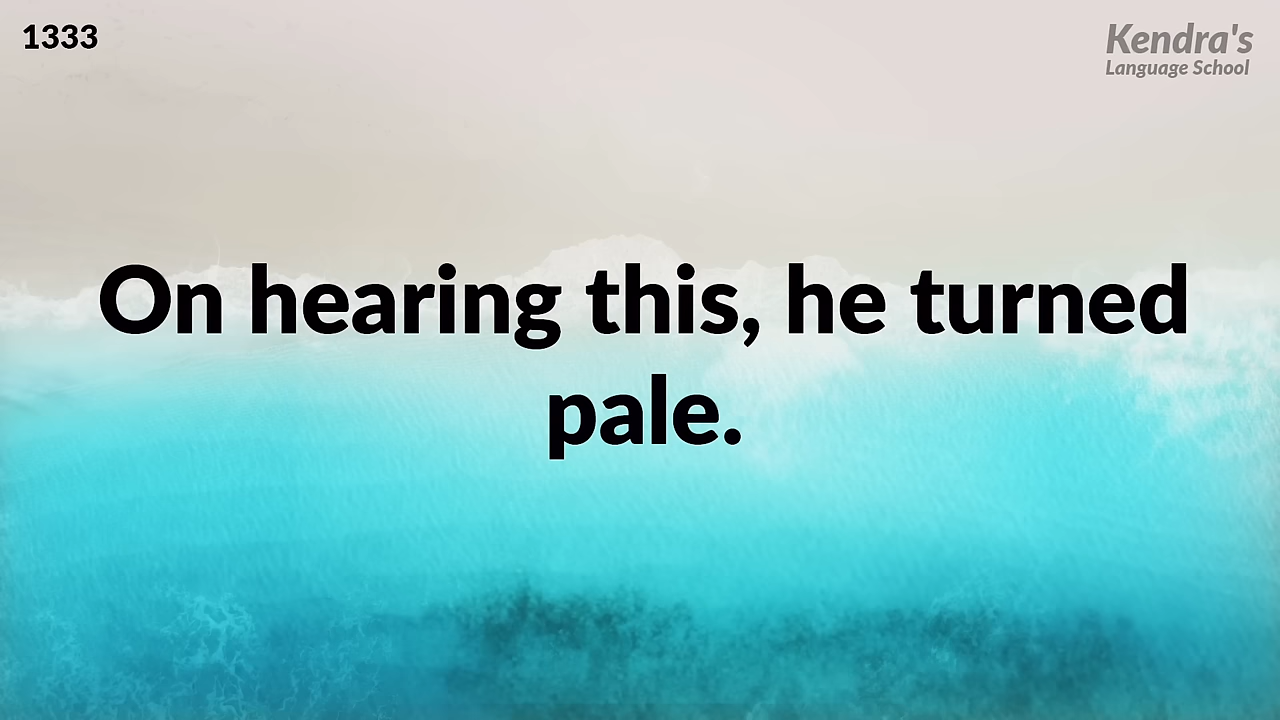 1333
Kendra's
Language School
On hearing this, he turned
pale.